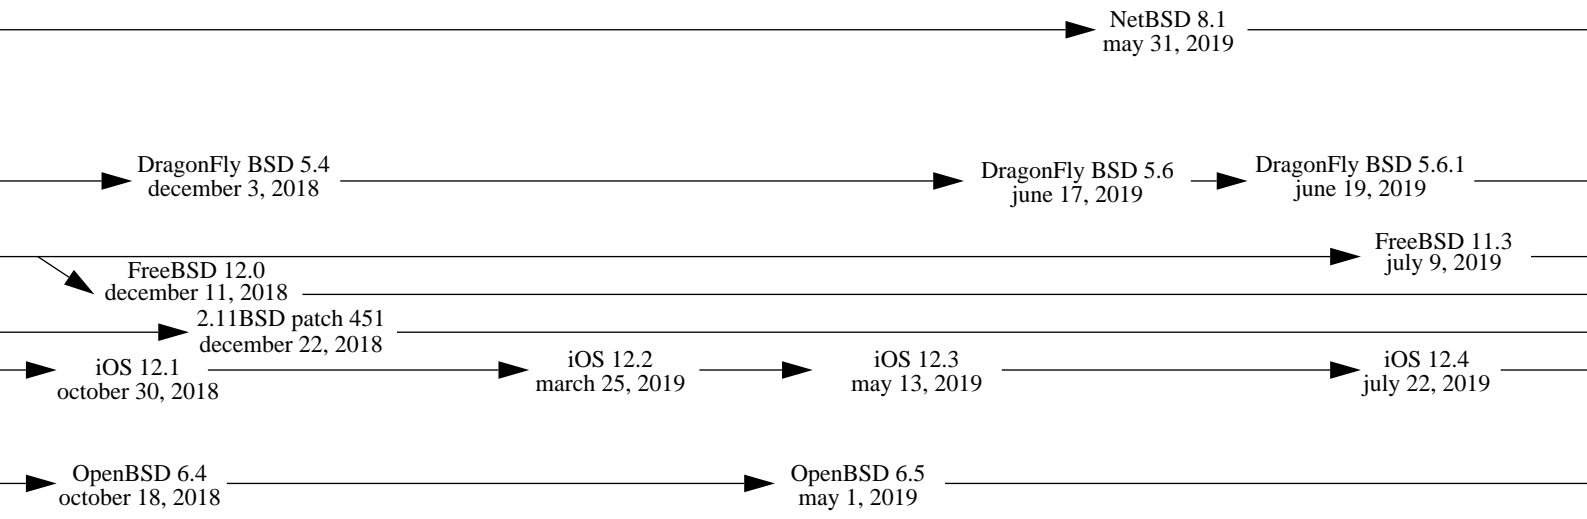 NetBSD 8.1
may 31, 2019
DragonFly BSD 5.4
december 3, 2018
DragonFly BSD 5.6
june 17, 2019
DragonFly BSD 5.6.1
june 19, 2019
FreeBSD 11.3
july 9, 2019
FreeBSD 12.0
december 11, 2018
2.11BSD patch 451
december 22, 2018
iOS 12.1
october 30, 2018
iOS 12.2
march 25, 2019
iOS 12.3
may 13, 2019
iOS 12.4
july 22, 2019
OpenBSD 6.4
october 18, 2018
OpenBSD 6.5
may 1, 2019